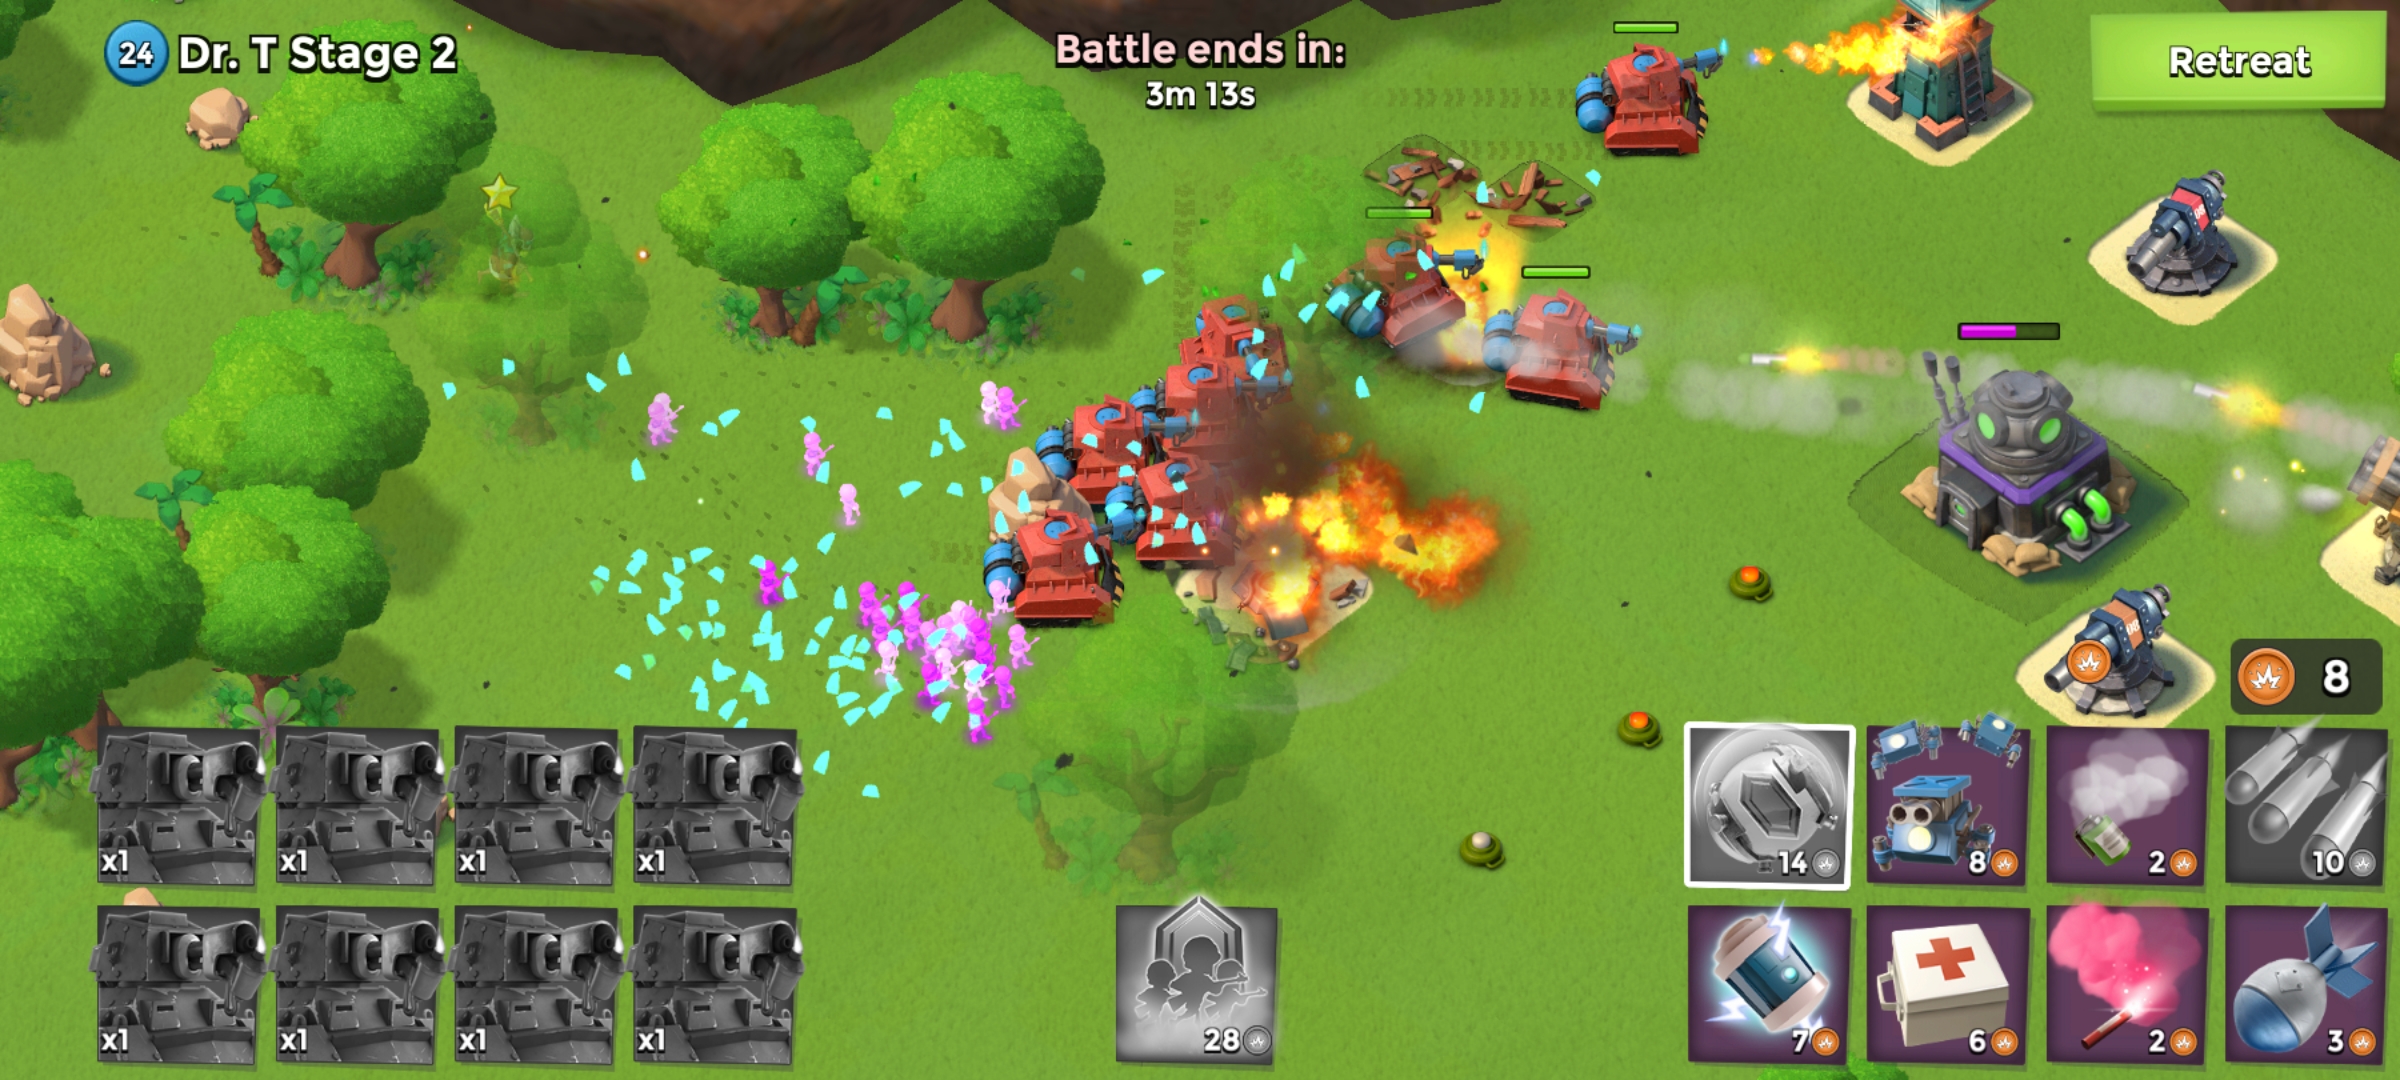 24 Dr. T Stage 2
Battle ends in:
3m 13s
Retreat
8
x1 x1 x1 x1
14 8 2 10
x1 x1 x1 x1
28
7 6 2 3